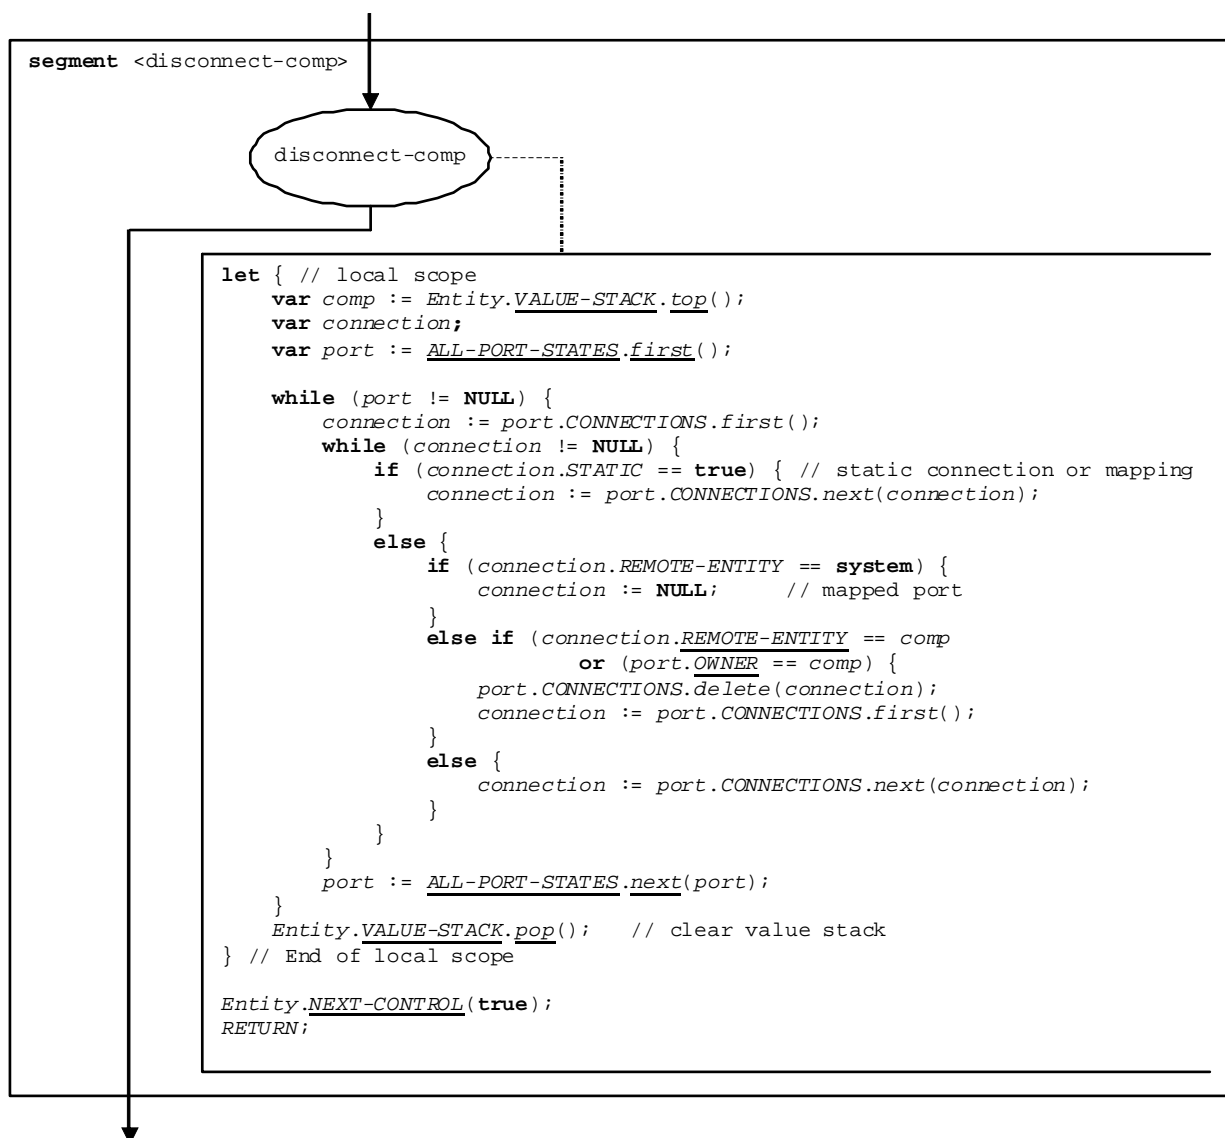 segment <disconnect-comp>
disconnect-comp
let { // local scope
var comp := Entity.VALUE-STACK.top();
var connection;
var port := ALL-PORT-STATES.first();
while (port != NULL) {
connection := port.CONNECTIONS.first();
while (connection != NULL) {
if (connection.STATIC == true) { // static connection or mapping
connection := port.CONNECTIONS.next(connection);
}
else {
if (connection.REMOTE-ENTITY == system) {
connection := NULL; // mapped port
}
else if (connection.REMOTE-ENTITY == comp
or (port.OWNER == comp) {
port.CONNECTIONS.delete(connection);
connection := port.CONNECTIONS.first();
}
else {
connection := port.CONNECTIONS.next(connection);
}
}
}
port := ALL-PORT-STATES.next(port);
}
Entity.VALUE-STACK.pop(); // clear value stack
} // End of local scope
Entity.NEXT-CONTROL(true);
RETURN;